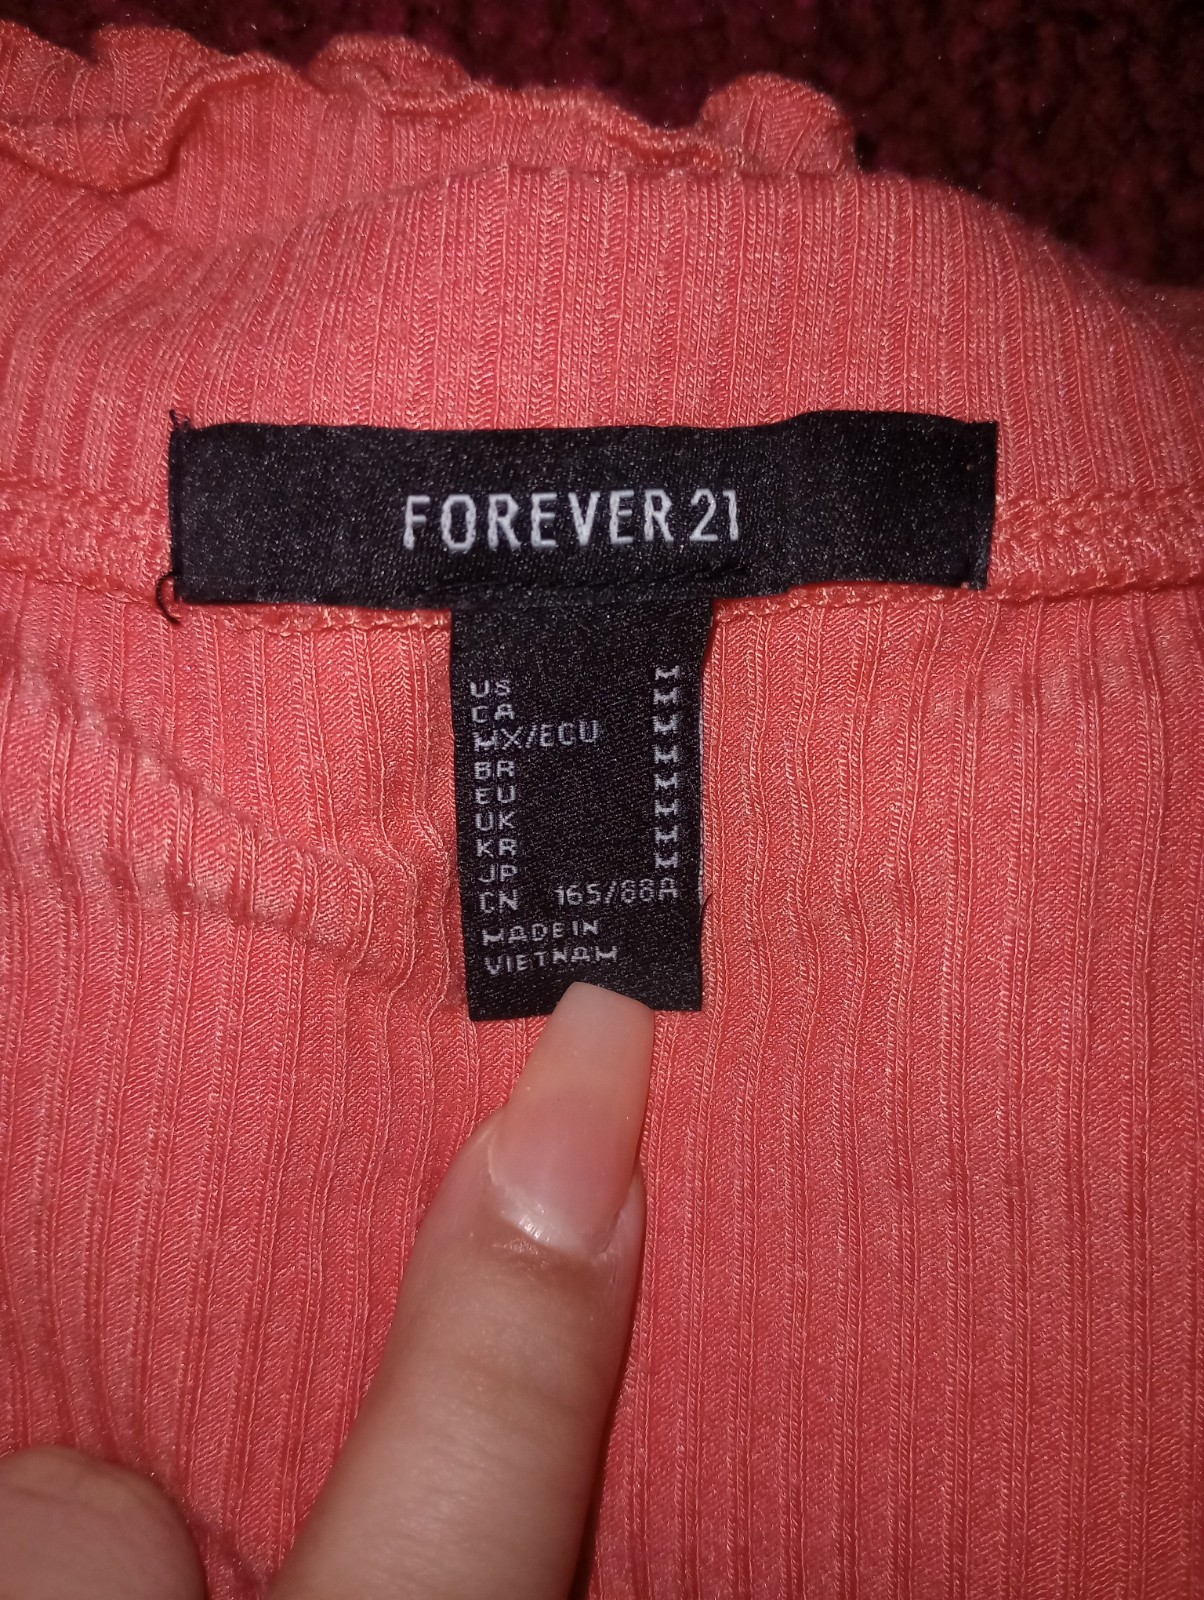 FOREVER 21
US M
CA M
MX/ECU M
BR M
EU M
UK M
KR M
JP M
CN 165/88A
MADE IN
VIETNAM